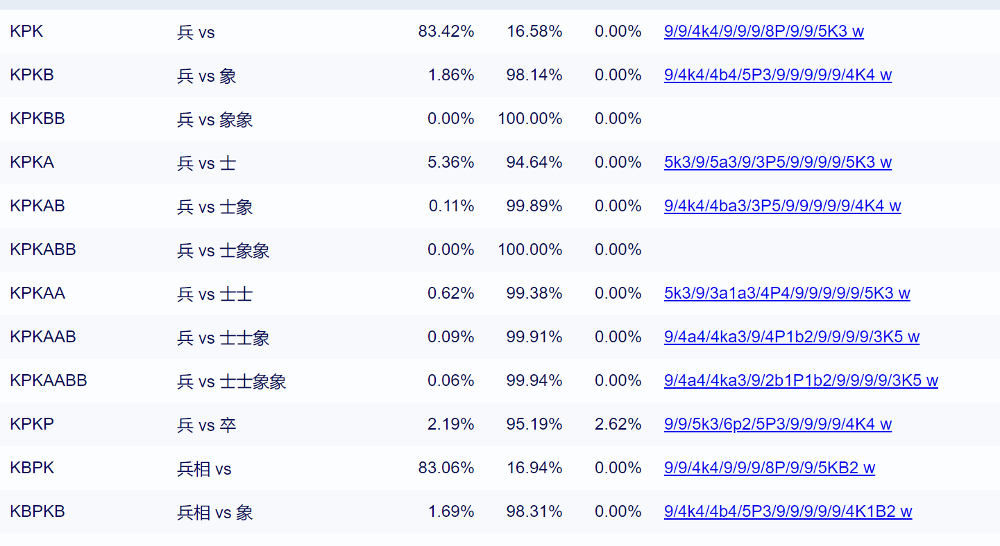 KPK 兵 vs 83.42% 16.58% 0.00% 9/9/4k4/9/9/9/8P/9/9/5K3 w
KPKB 兵 vs 象 1.86% 98.14% 0.00% 9/4k4/4b4/5P3/9/9/9/9/9/4K4 w
KPKBB 兵 vs 象象 0.00% 100.00% 0.00%
KPKA 兵 vs 士 5.36% 94.64% 0.00% 5k3/9/5a3/9/3P5/9/9/9/9/5K3 w
KPKAB 兵 vs 士象 0.11% 99.89% 0.00% 9/4k4/4ba3/3P5/9/9/9/9/9/4K4 w
KPKABB 兵 vs 士象象 0.00% 100.00% 0.00%
KPKAA 兵 vs 士士 0.62% 99.38% 0.00% 5k3/9/3a1a3/4P4/9/9/9/9/9/5K3 w
KPKAAB 兵 vs 士士象 0.09% 99.91% 0.00% 9/4a4/4ka3/9/4P1b2/9/9/9/9/3K5 w
KPKAABB 兵 vs 士士象象 0.06% 99.94% 0.00% 9/4a4/4ka3/9/2b1P1b2/9/9/9/9/3K5 w
KPKP 兵 vs 卒 2.19% 95.19% 2.62% 9/9/5k3/6p2/5P3/9/9/9/9/4K4 w
KBPK 兵相 vs 83.06% 16.94% 0.00% 9/9/4k4/9/9/9/8P/9/9/5KB2 w
KBPKB 兵相 vs 象 1.69% 98.31% 0.00% 9/4k4/4b4/5P3/9/9/9/9/9/4K1B2 w